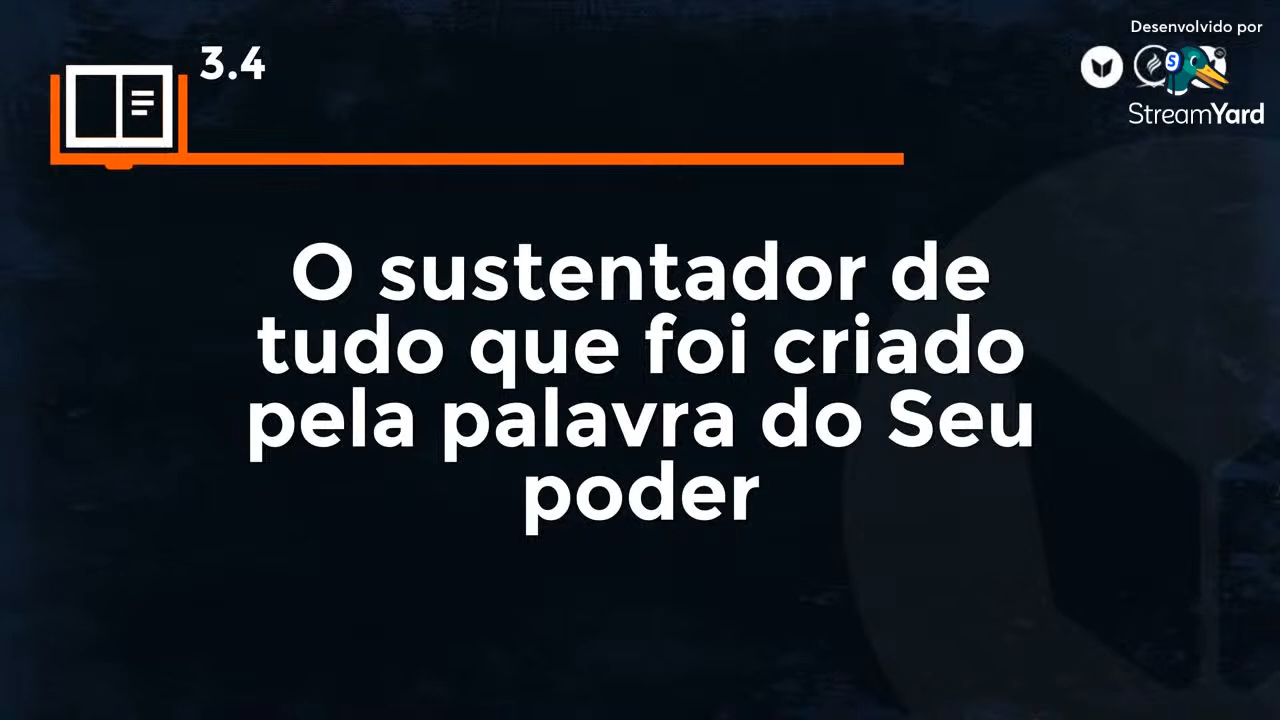 Desenvolvido por
3.4
S
StreamYard
O sustentador de
tudo que foi criado
pela palavra do Seu
poder